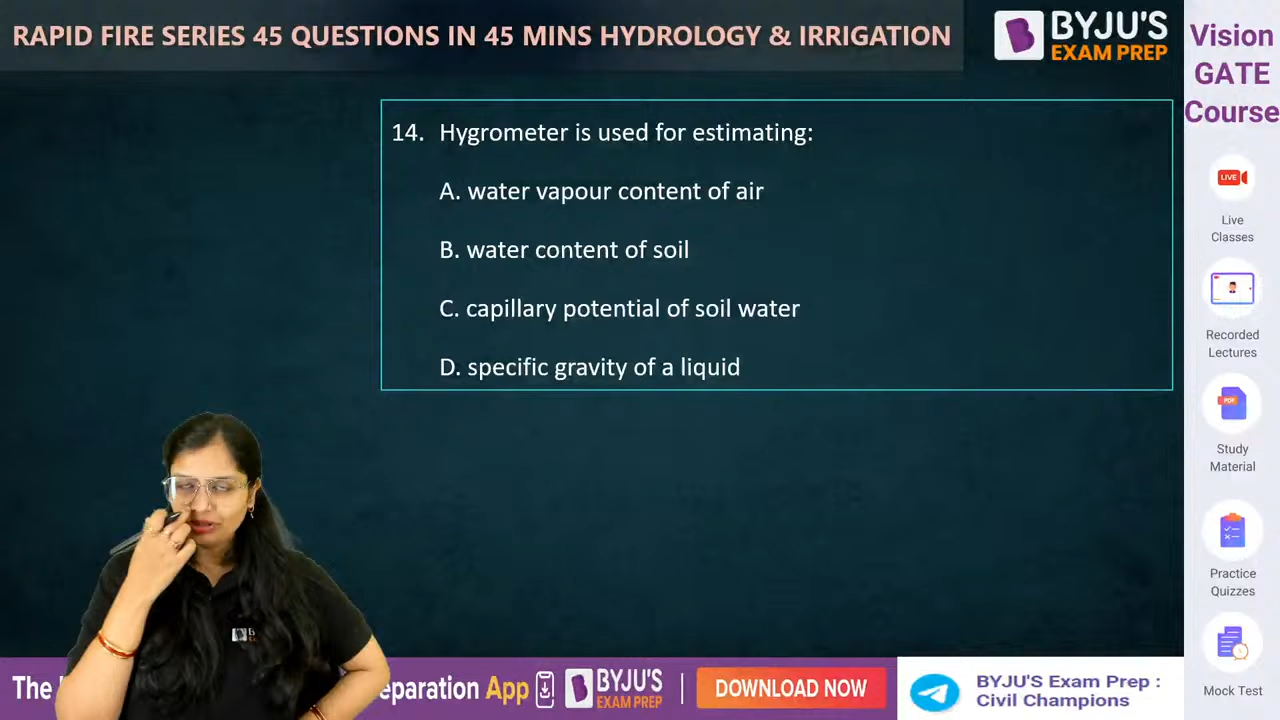 RAPID FIRE SERIES 45 QUESTIONS IN 45 MINS HYDROLOGY & IRRIGATION
BYJU'S
EXAM PREP
Vision
GATE
Course
14. Hygrometer is used for estimating:
A. water vapour content of air
B. water content of soil
C. capillary potential of soil water
D. specific gravity of a liquid
LIVE
Live
Classes
Recorded
Lectures
PDF
Study
Material
Practice
Quizzes
Mock Test
The
eparation App
BYJU'S
EXAM PREP
DOWNLOAD NOW
BYJU'S Exam Prep :
Civil Champions